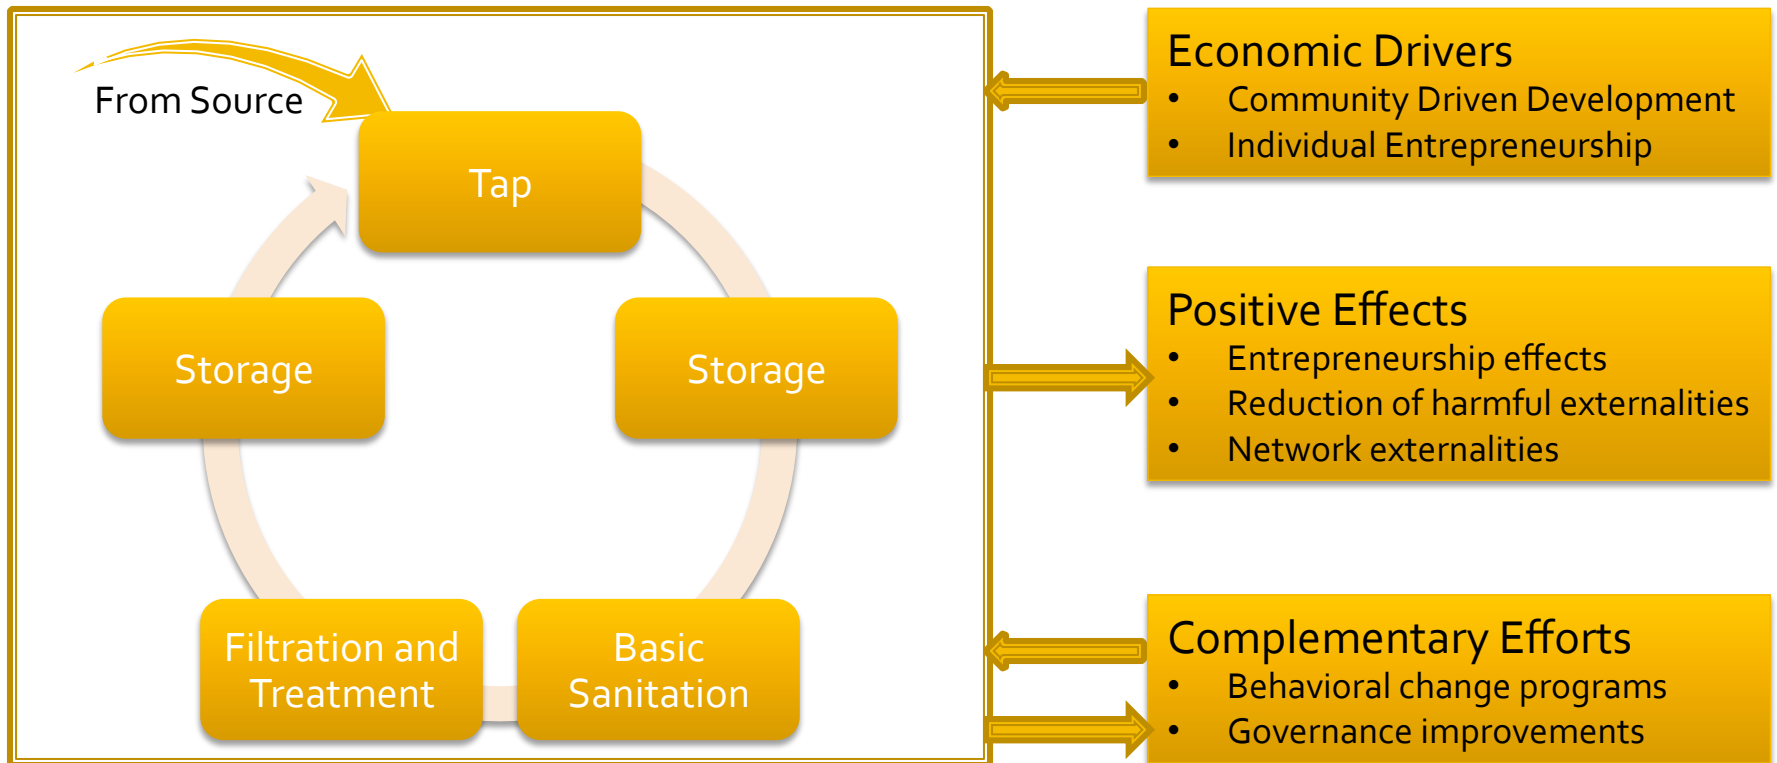 From Source
Tap
Storage
Storage
Filtration and
Treatment
Basic
Sanitation
Economic Drivers
• Community Driven Development
• Individual Entrepreneurship
Positive Effects
• Entrepreneurship effects
• Reduction of harmful externalities
• Network externalities
Complementary Efforts
• Behavioral change programs
• Governance improvements